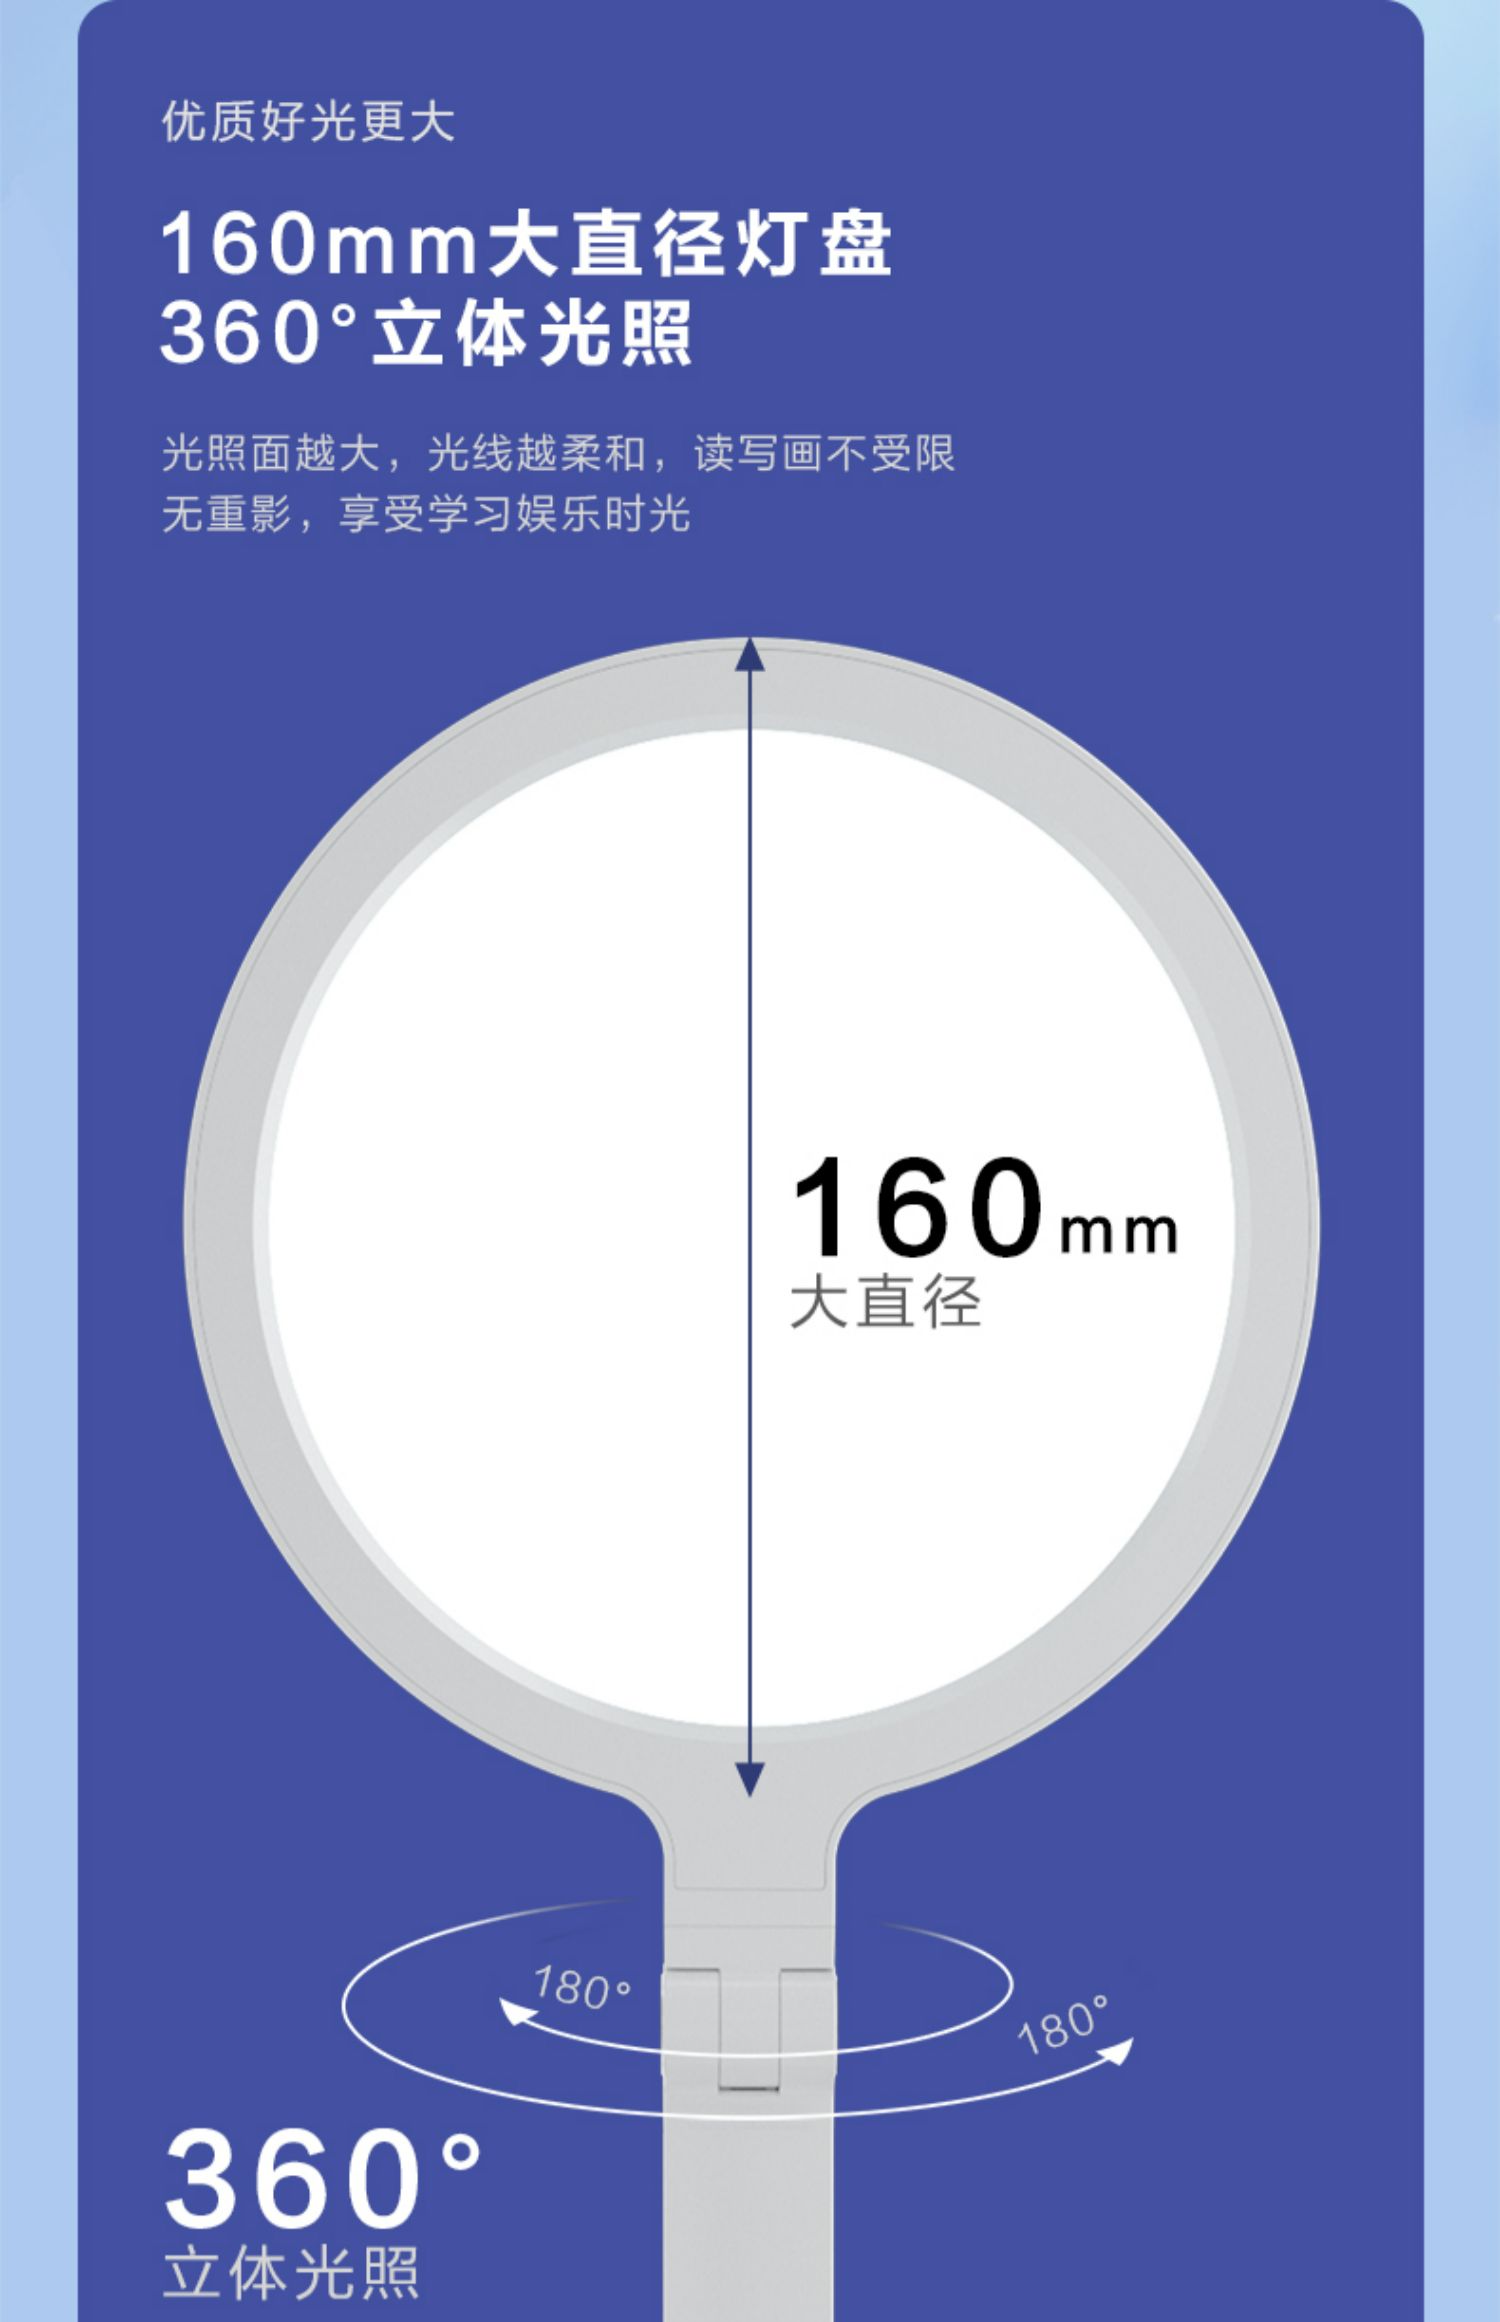 优质好光更大
160mm大直径灯盘
360°立体光照
光照面越大，光线越柔和，读写画不受限
无重影，享受学习娱乐时光
160mm
大直径
180°
180°
360°
立体光照